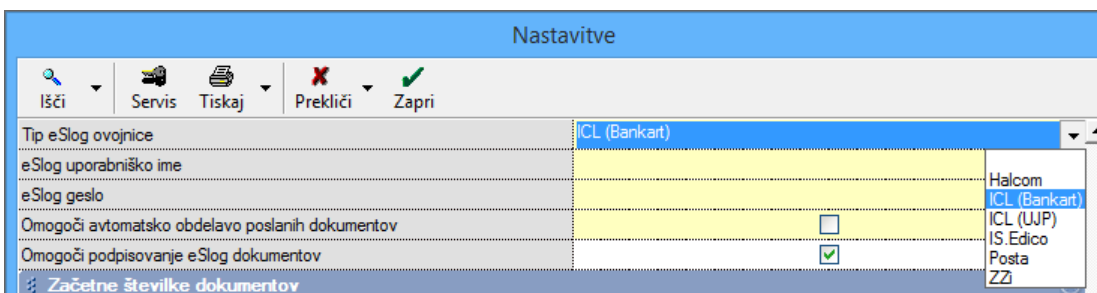 Nastavitve
Išči Servis Tiskaj Prekliči Zapri
Tip eSlog ovojnice ICL (Bankart)
eSlog uporabniško ime
eSlog geslo
Omogoči avtomatsko obdelavo poslanih dokumentov
Omogoči podpisovanje eSlog dokumentov
Začetne številke dokumentov
Halcom
ICL (Bankart)
ICL (UJP)
IS.Edico
Posta
ZZi